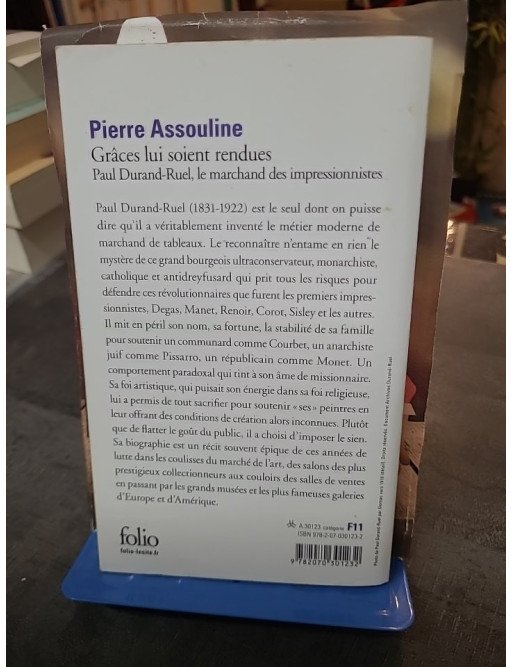 Pierre Assouline
Grâces lui soient rendues
Paul Durand-Ruel, le marchand des impressionnistes
Paul Durand-Ruel (1831-1922) est le seul dont on puisse
dire qu'il a véritablement inventé le métier moderne de
marchand de tableaux. Le reconnaître n'entame en rien le
mystère de ce grand bourgeois ultraconservateur, monarchiste,
catholique et antidreyfusard qui prit tous les risques pour
défendre ces révolutionnaires que furent les premiers impres-
sionnistes, Degas, Manet, Renoir, Corot, Sisley et les autres.
Il mit en péril son nom, sa fortune, la stabilité de sa famille
pour soutenir un communard comme Courbet, un anarchiste
juif comme Pissarro, un républicain comme Monet. Un
comportement paradoxal qui tint à son âme de missionnaire.
Sa foi artistique, qui puisait son énergie dans sa foi religieuse,
lui a permis de tout sacrifier pour soutenir «ses» peintres en
leur offrant des conditions de création alors inconnues. Plutôt
que de flatter le goût du public, il a choisi d'imposer le sien.
Sa biographie est un récit souvent épique de ces années de
lutte dans les coulisses du marché de l'art, des salons des plus
prestigieux collectionneurs aux couloirs des salles de ventes
en passant par les grands musées et les plus fameuses galeries
d'Europe et d'Amérique.
folio
folio-lesite.fr
A 30123 catégorie F11
ISBN 978-2-07-030123-2
9 782070 301232